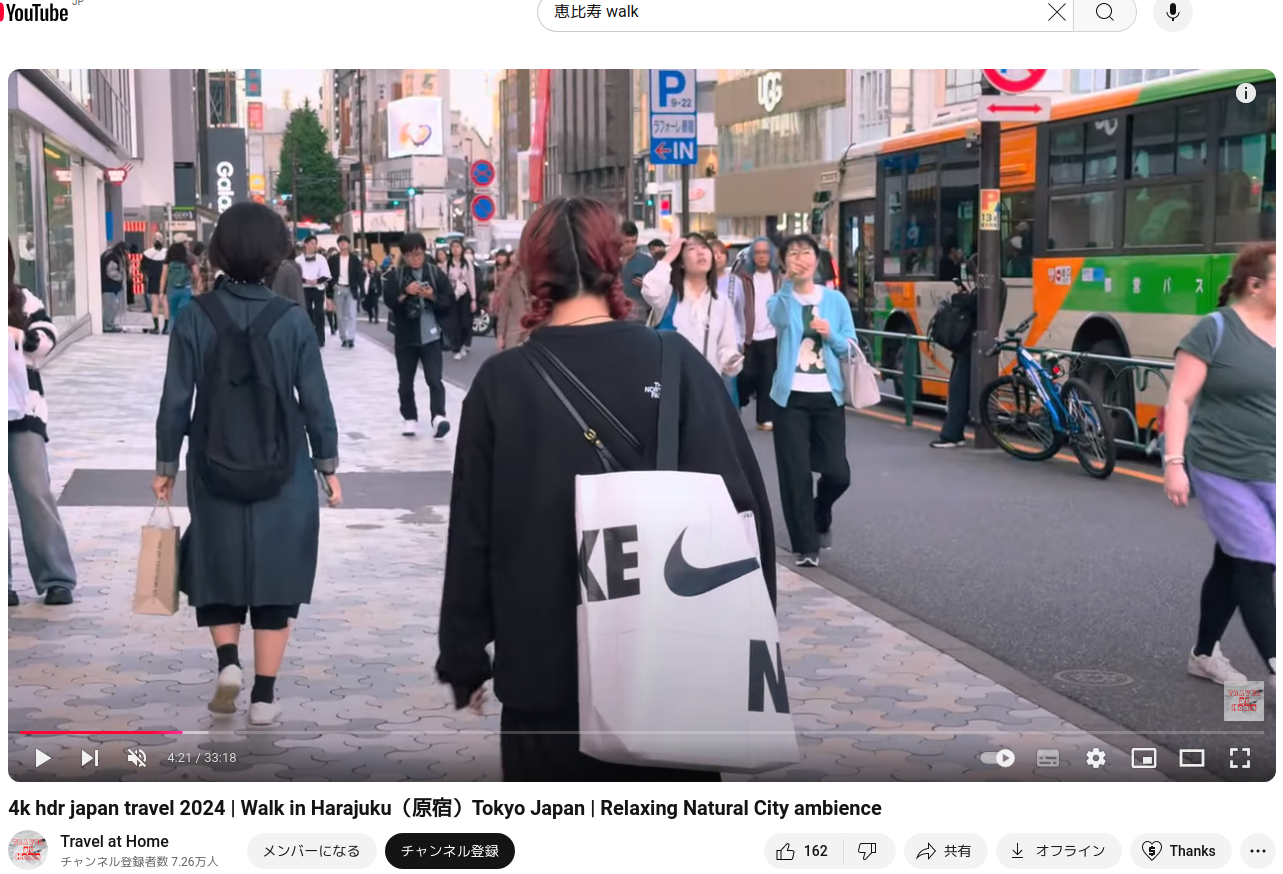 YouTube JP
恵比寿 walk
P
9-22
ラフォーレ原宿
←IN
UGG
Gala
P
都営バス
THE
NORTH
FACE
KE
N
TRAVEL
AT
HOME
4:21 / 33:18
4k hdr japan travel 2024 | Walk in Harajuku（原宿）Tokyo Japan | Relaxing Natural City ambience
Travel at Home
チャンネル登録者数 7.26万人
メンバーになる
チャンネル登録
162
共有
オフライン
Thanks